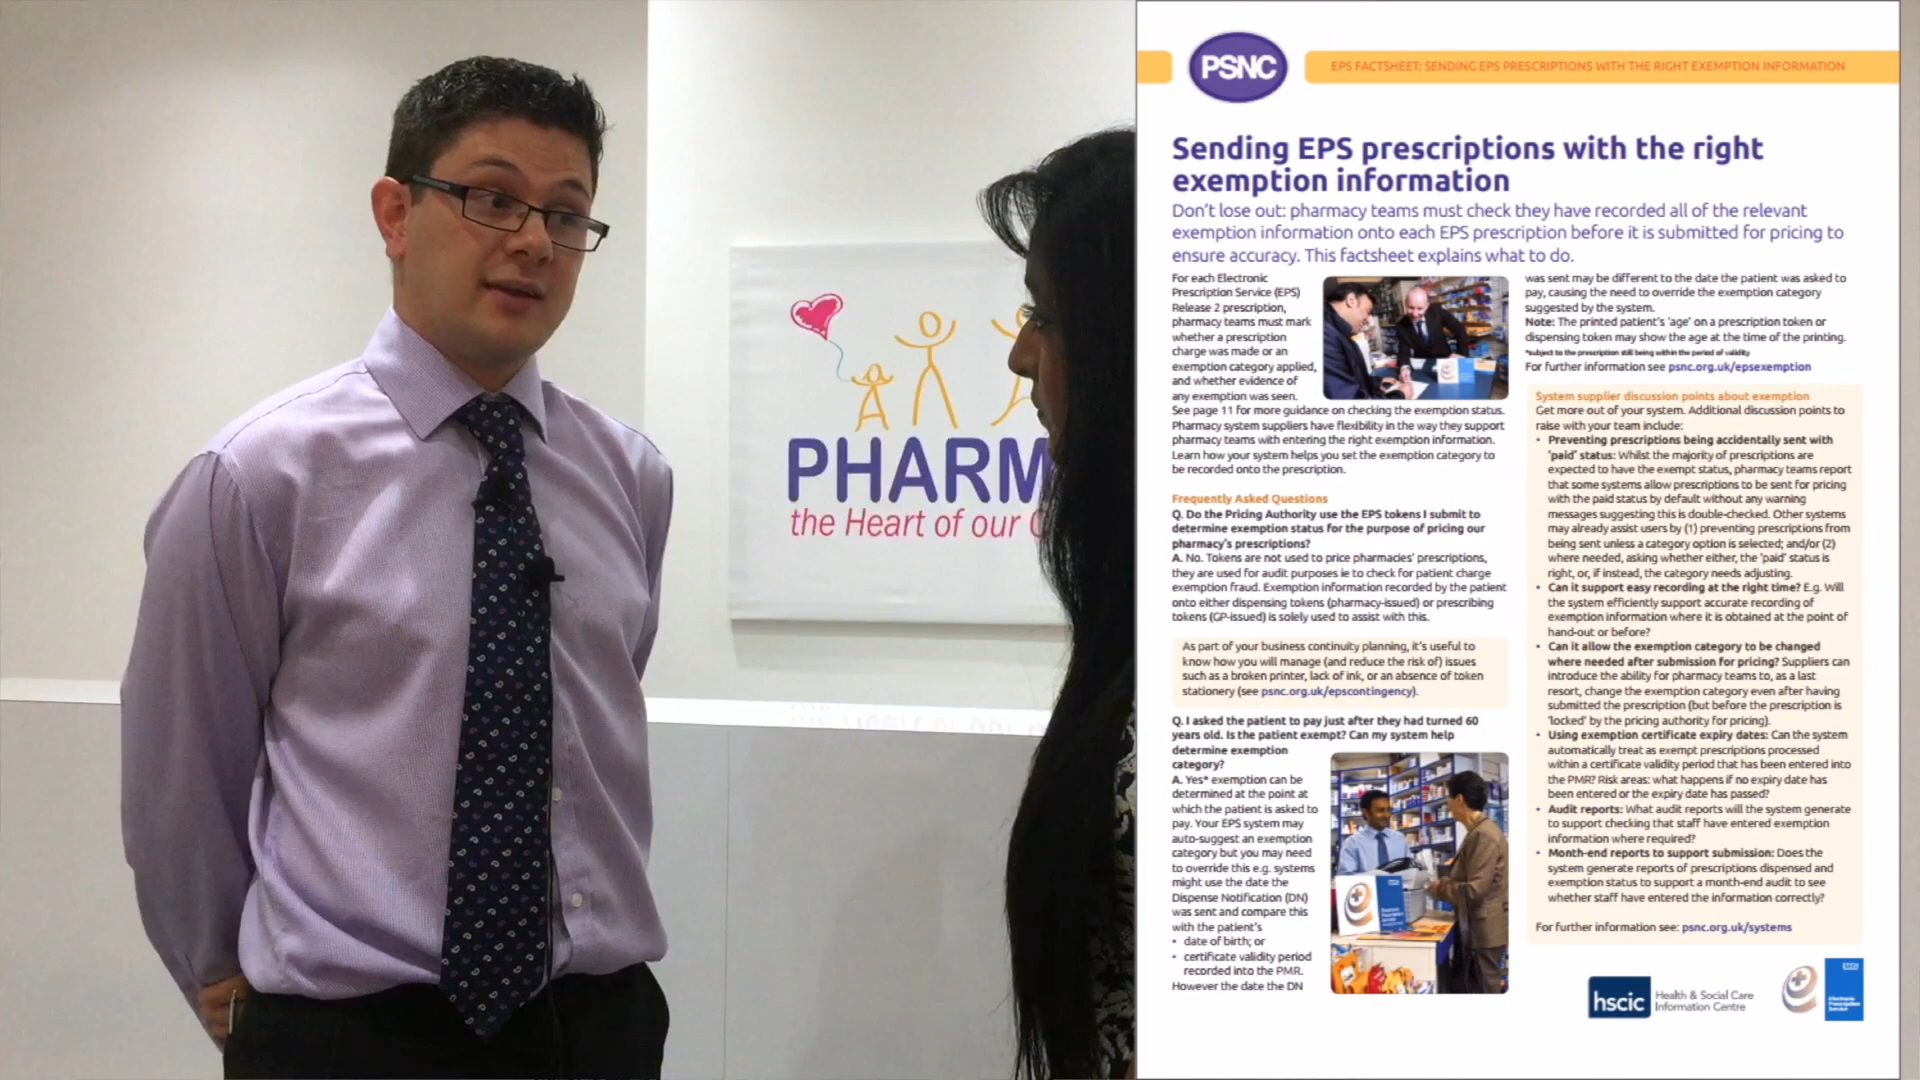 PHARM
the Heart of our
PSNC
EPS FACTSHEET: SENDING EPS PRESCRIPTIONS WITH THE RIGHT EXEMPTION INFORMATION
Sending EPS prescriptions with the right
exemption information
Don't lose out: pharmacy teams must check they have recorded all of the relevant
exemption information onto each EPS prescription before it is submitted for pricing to
ensure accuracy. This factsheet explains what to do.
For each Electronic
Prescription Service (EPS)
Release 2 prescription,
pharmacy teams must mark
whether a prescription
charge was made or an
exemption category applied,
and whether evidence of
any exemption was seen.
See page 11 for more guidance on checking the exemption status.
Pharmacy system suppliers have flexibility in the way they support
pharmacy teams with entering the right exemption information.
Learn how your system helps you set the exemption category to
be recorded onto the prescription.
Frequently Asked Questions
Q. Do the Pricing Authority use the EPS tokens I submit to
determine exemption status for the purpose of pricing our
pharmacy's prescriptions?
A. No. Tokens are not used to price pharmacies' prescriptions,
they are used for audit purposes ie to check for patient charge
exemption fraud. Exemption information recorded by the patient
onto either dispensing tokens (pharmacy-issued) or prescribing
tokens (GP-issued) is solely used to assist with this.
As part of your business continuity planning, it's useful to
know how you will manage (and reduce the risk of) issues
such as a broken printer, lack of ink, or an absence of token
stationery (see psnc.org.uk/epscontingency).
Q. I asked the patient to pay just after they had turned 60
years old. Is the patient exempt? Can my system help
determine exemption
category?
A. Yes* exemption can be
determined at the point at
which the patient is asked to
pay. Your EPS system may
auto-suggest an exemption
category but you may need
to override this e.g. systems
might use the date the
Dispense Notification (DN)
was sent and compare this
with the patient's
• date of birth; or
• certificate validity period
recorded into the PMR.
However the date the DN
was sent may be different to the date the patient was asked to
pay, causing the need to override the exemption category
suggested by the system.
Note: The printed patient's 'age' on a prescription token or
dispensing token may show the age at the time of the printing.
*subject to the prescription still being within the period of validity
For further information see psnc.org.uk/epsexemption
System supplier discussion points about exemption
Get more out of your system. Additional discussion points to
raise with your team include:
• Preventing prescriptions being accidentally sent with
'paid' status: Whilst the majority of prescriptions are
expected to have the exempt status, pharmacy teams report
that some systems allow prescriptions to be sent for pricing
with the paid status by default without any warning
messages suggesting this is double-checked. Other systems
may already assist users by (1) preventing prescriptions from
being sent unless a category option is selected; and/or (2)
where needed, asking whether either, the 'paid' status is
right, or, if instead, the category needs adjusting.
• Can it support easy recording at the right time? E.g. Will
the system efficiently support accurate recording of
exemption information where it is obtained at the point of
hand-out or before?
• Can it allow the exemption category to be changed
where needed after submission for pricing? Suppliers can
introduce the ability for pharmacy teams to, as a last
resort, change the exemption category even after having
submitted the prescription (but before the prescription is
'locked' by the pricing authority for pricing).
• Using exemption certificate expiry dates: Can the system
automatically treat as exempt prescriptions processed
within a certificate validity period that has been entered into
the PMR? Risk areas: what happens if no expiry date has
been entered or the expiry date has passed?
• Audit reports: What audit reports will the system generate
to support checking that staff have entered exemption
information where required?
• Month-end reports to support submission: Does the
system generate reports of prescriptions dispensed and
exemption status to support a month-end audit to see
whether staff have entered the information correctly?
For further information see: psnc.org.uk/systems
hscic Health & Social Care
Information Centre
NHS
Electronic
Prescription
Service